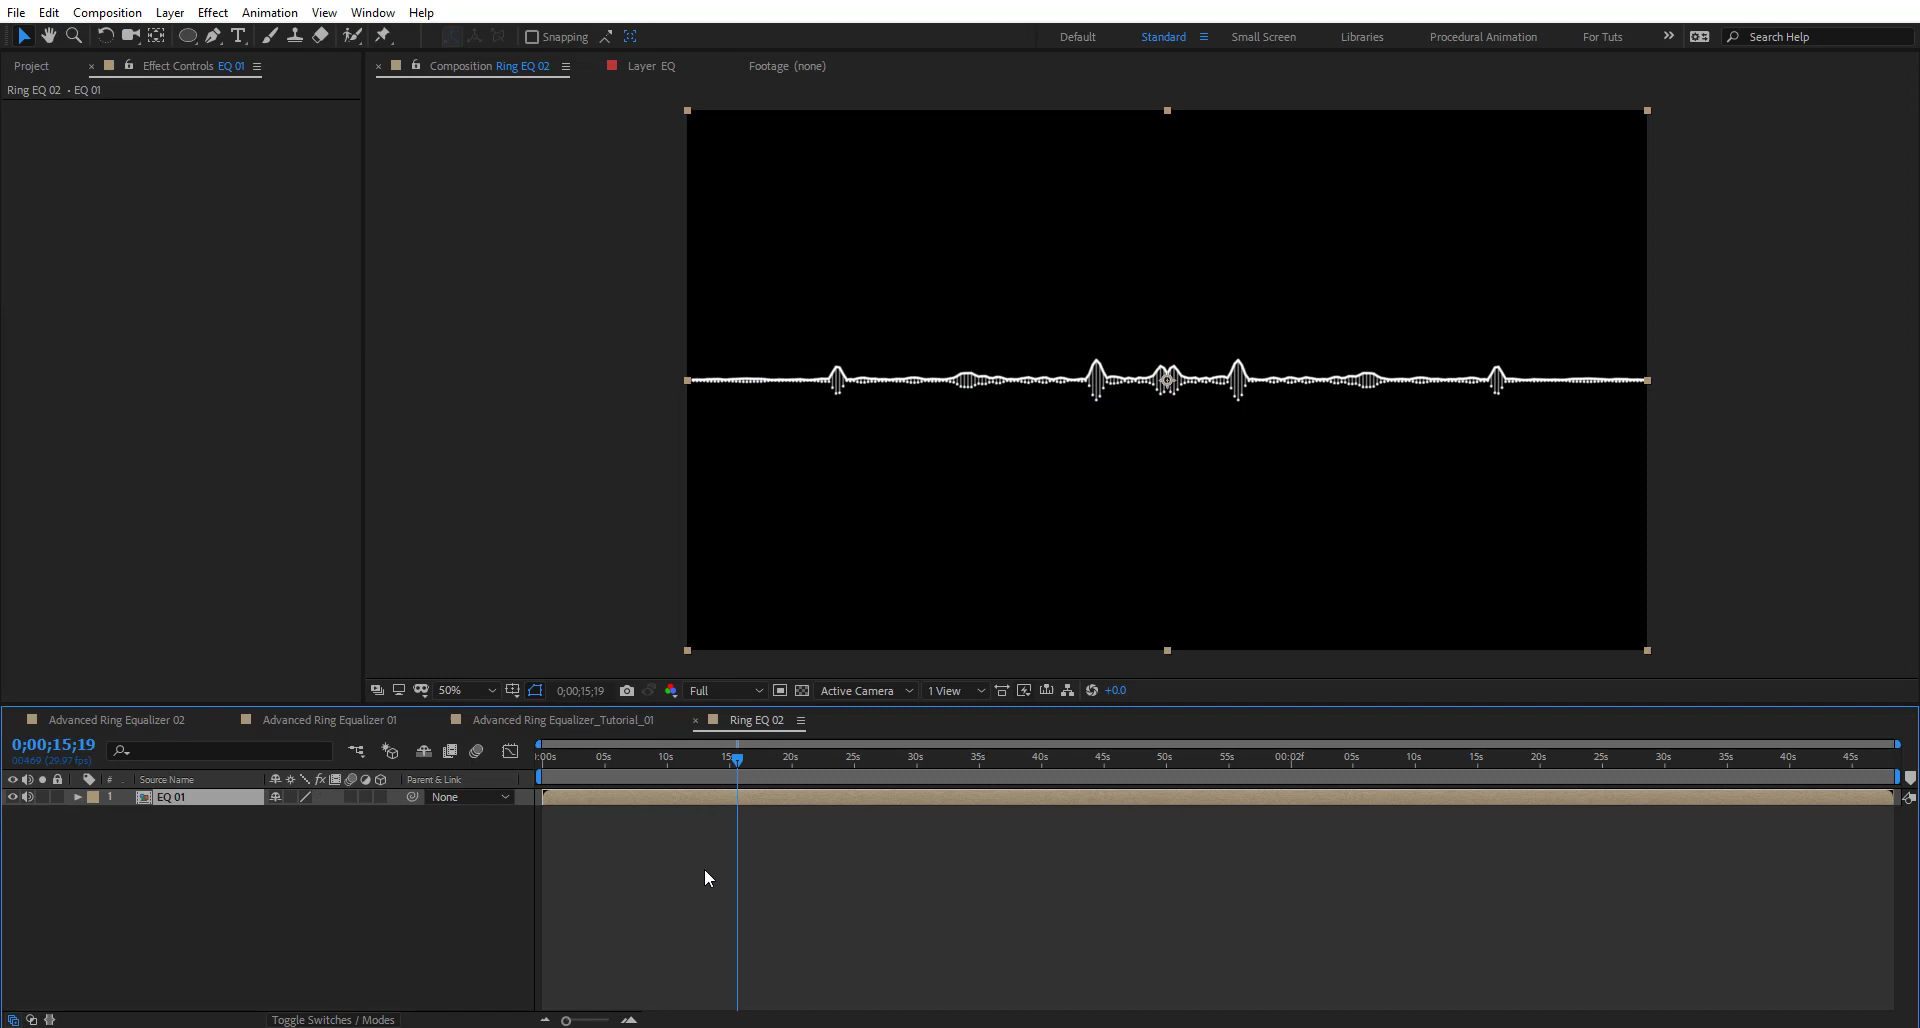 File Edit Composition Layer Effect Animation View Window Help
Snapping Default Standard Small Screen Libraries Procedural Animation For Tuts Search Help
Project Effect Controls EQ 01 Composition Ring EQ 02 Layer EQ Footage (none)
Ring EQ 02 • EQ 01
50% 0;00;15;19 Full Active Camera 1 View +0.0
Advanced Ring Equalizer 02 Advanced Ring Equalizer 01 Advanced Ring Equalizer_Tutorial_01 Ring EQ 02
0;00;15;19
00469 (29.97 fps)
):00s 05s 10s 15s 20s 25s 30s 35s 40s 45s 50s 55s 00:02f 05s 10s 15s 20s 25s 30s 35s 40s 45s
# Source Name fx Parent & Link
1 EQ 01 None
Toggle Switches / Modes